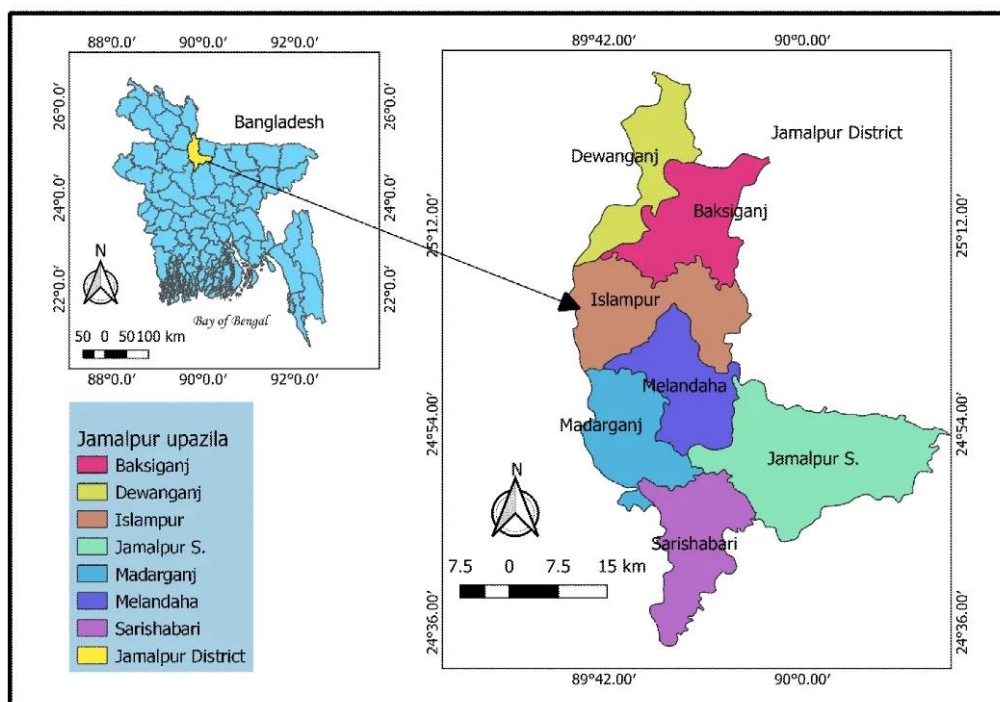 88°0.0′ 90°0.0′ 92°0.0′
26°0.0′
24°0.0′
22°0.0′
Bangladesh
26°0.0′
24°0.0′
22°0.0′
N
Bay of Bengal
50 0 50 100 km
88°0.0′ 90°0.0′ 92°0.0′
Jamalpur upazila
Baksiganj
Dewanganj
Islampur
Jamalpur S.
Madarganj
Melandaha
Sarishabari
Jamalpur District
89°42.00′ 90°0.00′
Jamalpur District
Dewanganj
Baksiganj
25°12.00′
25°12.00′
Islampur
Melandaha
Madarganj
24°54.00′
24°54.00′
Jamalpur S.
N
Sarishabari
7.5 0 7.5 15 km
24°36.00′
24°36.00′
89°42.00′ 90°0.00′